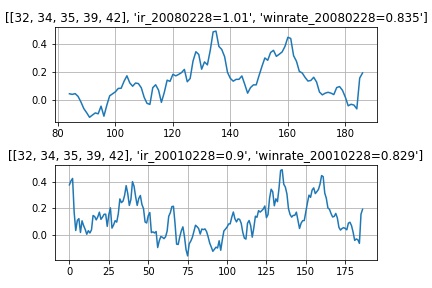 [[32, 34, 35, 39, 42], 'ir_20080228=1.01', 'winrate_20080228=0.835']
0.4
0.2
0.0
80 100 120 140 160 180
[[32, 34, 35, 39, 42], 'ir_20010228=0.9', 'winrate_20010228=0.829']
0.4
0.2
0.0
0 25 50 75 100 125 150 175